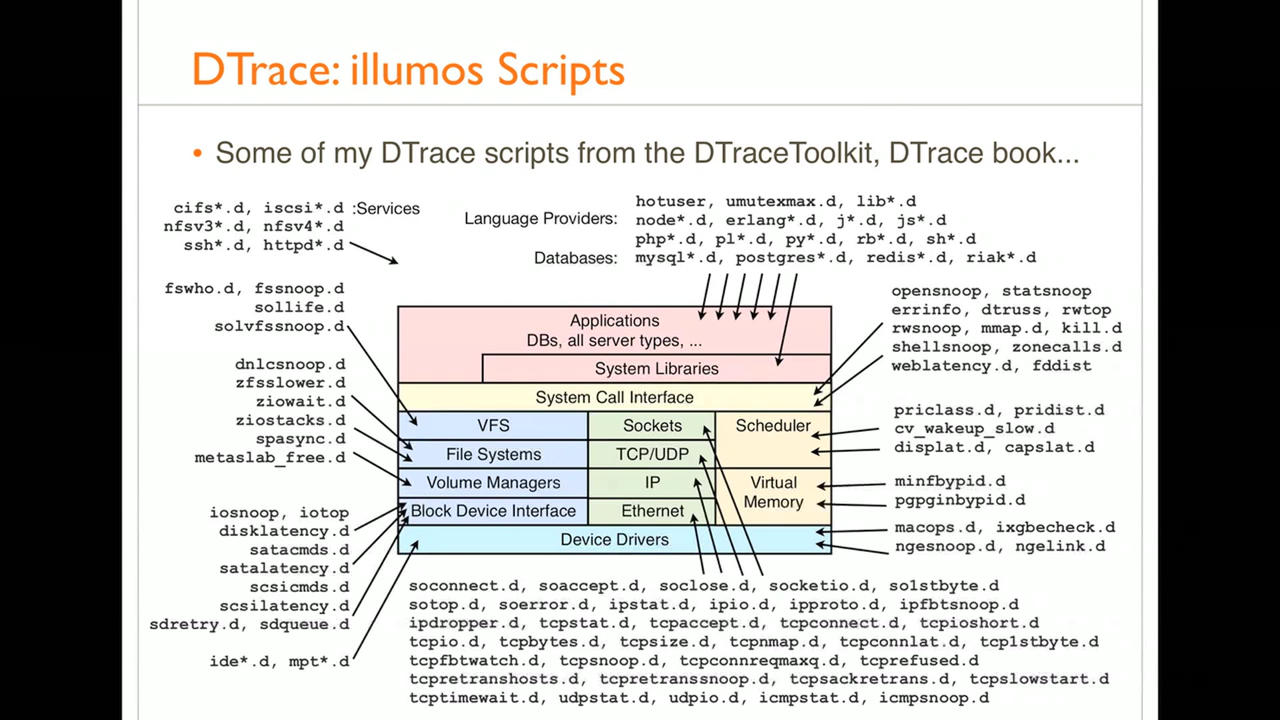 DTrace: illumos Scripts
• Some of my DTrace scripts from the DTraceToolkit, DTrace book...
cifs*.d, iscsi*.d :Services
nfsv3*.d, nfsv4*.d
ssh*.d, httpd*.d
hotuser, umutexmax.d, lib*.d
Language Providers: node*.d, erlang*.d, j*.d, js*.d
php*.d, pl*.d, py*.d, rb*.d, sh*.d
Databases: mysql*.d, postgres*.d, redis*.d, riak*.d
fswho.d, fssnoop.d
sollife.d
solvfssnoop.d
opensnoop, statsnoop
errinfo, dtruss, rwtop
rwsnoop, mmap.d, kill.d
shellsnoop, zonecalls.d
weblatency.d, fddist
Applications
DBs, all server types, ...
System Libraries
System Call Interface
dnlcsnoop.d
zfsslower.d
ziowait.d
ziostacks.d
spasync.d
metaslab_free.d
VFS
Sockets
Scheduler
File Systems
TCP/UDP
Volume Managers
IP
Virtual
Memory
Block Device Interface
Ethernet
Device Drivers
priclass.d, pridist.d
cv_wakeup_slow.d
displat.d, capslat.d
minfbypid.d
pgpginbypid.d
macops.d, ixgbecheck.d
ngesnoop.d, ngelink.d
iosnoop, iotop
disklatency.d
satacmds.d
satalatency.d
scsicmds.d
scsilatency.d
sdretry.d, sdqueue.d
ide*.d, mpt*.d
soconnect.d, soaccept.d, soclose.d, socketio.d, so1stbyte.d
sotop.d, soerror.d, ipstat.d, ipio.d, ipproto.d, ipfbtsnoop.d
ipdropper.d, tcpstat.d, tcpaccept.d, tcpconnect.d, tcpioshort.d
tcpio.d, tcpbytes.d, tcpsize.d, tcpnmap.d, tcpconnlat.d, tcp1stbyte.d
tcpfbtwatch.d, tcpsnoop.d, tcpconnreqmaxq.d, tcprefused.d
tcpretranshosts.d, tcpretranssnoop.d, tcpsackretrans.d, tcpslowstart.d
tcptimewait.d, udpstat.d, udpio.d, icmpstat.d, icmpsnoop.d